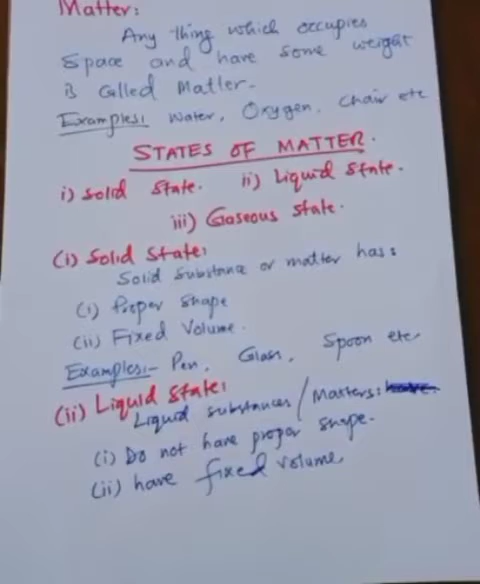 Matter:
Any thing which occupies
Space and have some weight
is Called Matter.
Examples: Water, Oxygen, Chair etc
STATES OF MATTER.
i) Solid State. ii) Liquid State.
iii) Gaseous State.
(i) Solid State:
Solid Substance or matter has:
(i) Proper Shape
(ii) Fixed Volume.
Examples:- Pen, Glass, Spoon etc
(ii) Liquid State:
Liquid substances/Matters:
(i) Do not have proper shape.
(ii) have fixed volume.